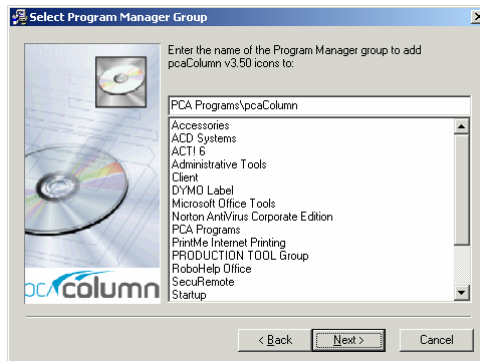 Select Program Manager Group
Enter the name of the Program Manager group to add
pcaColumn v3.50 icons to:
PCA Programs\pcaColumn
Accessories
ACD Systems
ACT! 6
Administrative Tools
Client
DYMO Label
Microsoft Office Tools
Norton AntiVirus Corporate Edition
PCA Programs
PrintMe Internet Printing
PRODUCTION TOOL Group
RoboHelp Office
SecuRemote
Startup
pca column
< Back
Next >
Cancel